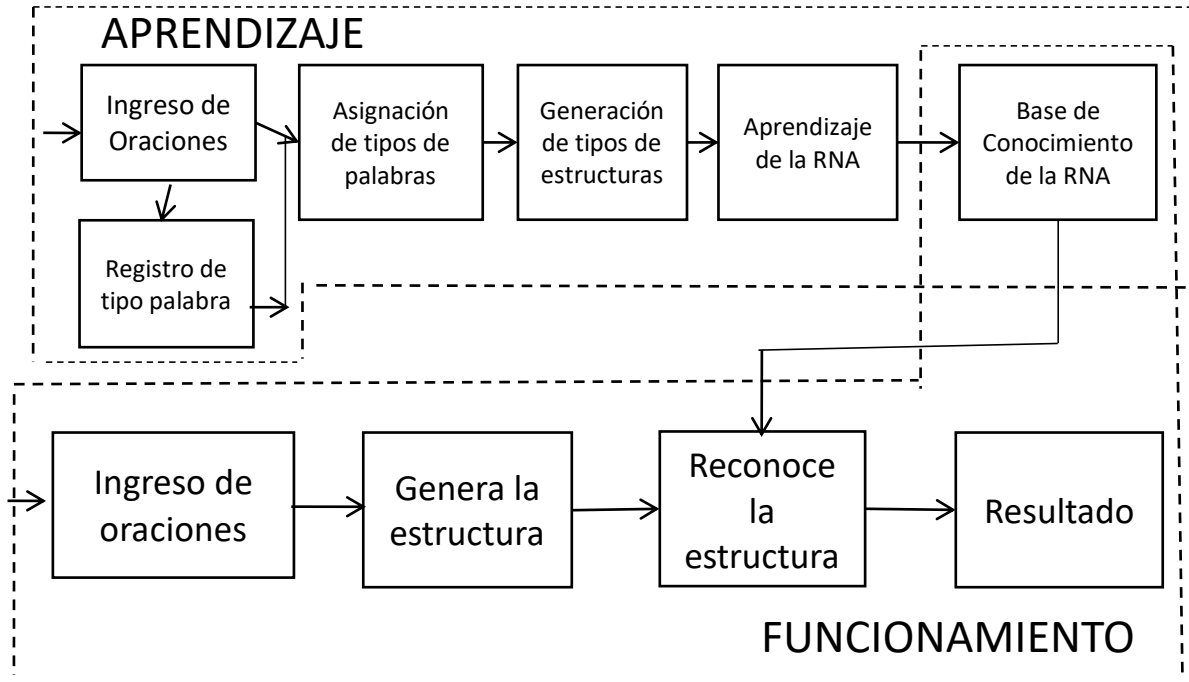 APRENDIZAJE
Ingreso de
Oraciones
Asignación
de tipos de
palabras
Generación
de tipos de
estructuras
Aprendizaje
de la RNA
Base de
Conocimiento
de la RNA
Registro de
tipo palabra
Ingreso de
oraciones
Genera la
estructura
Reconoce
la
estructura
Resultado
FUNCIONAMIENTO